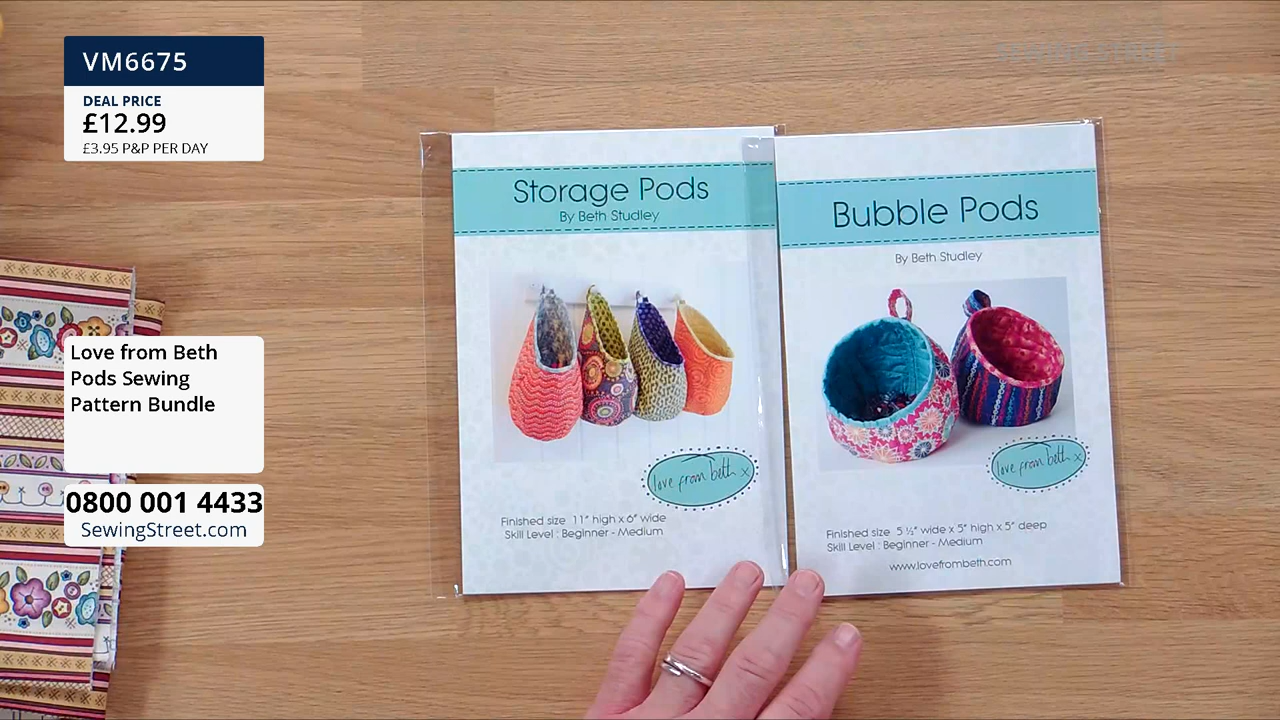 VM6675
DEAL PRICE
£12.99
£3.95 P&P PER DAY
Love from Beth
Pods Sewing
Pattern Bundle
0800 001 4433
SewingStreet.com
SEWING STREET
Storage Pods
By Beth Studley
love from beth x
Finished size 11" high x 6" wide
Skill Level : Beginner - Medium
Bubble Pods
By Beth Studley
love from beth x
Finished size 5 ½" wide x 5" high x 5" deep
Skill Level : Beginner - Medium
www.lovefrombeth.com